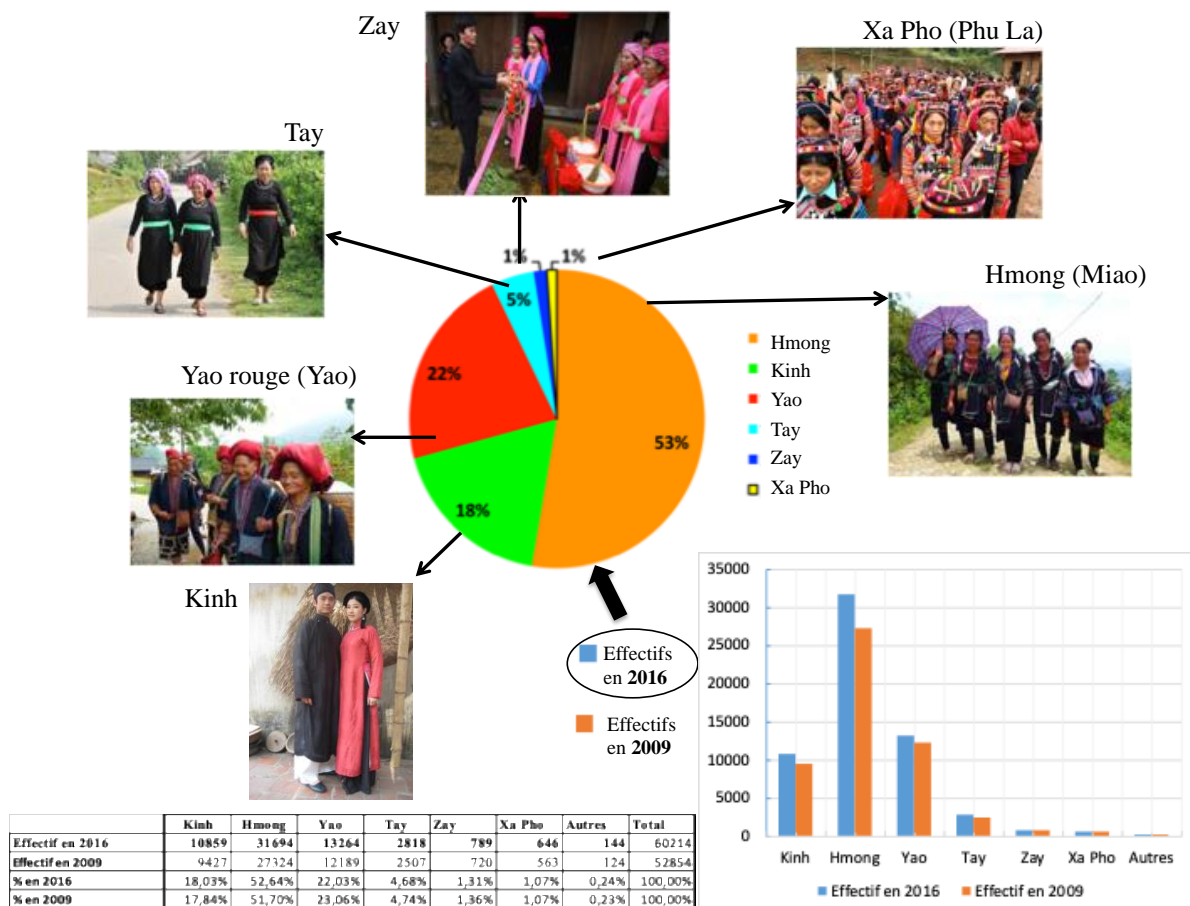 Zay
Xa Pho (Phu La)
Tay
1%
1%
5%
Hmong (Miao)
Hmong
Kinh
Yao
Tay
Zay
Xa Pho
22%
53%
18%
Yao rouge (Yao)
Kinh
Effectifs
en 2016
Effectifs
en 2009
35000
30000
25000
20000
15000
10000
5000
0
Kinh Hmong Yao Tay Zay Xa Pho Autres
Effectif en 2016 Effectif en 2009
Kinh Hmong Yao Tay Zay Xa Pho Autres Total
Effectif en 2016 10859 31694 13264 2818 789 646 144 60214
Effectif en 2009 9427 27324 12189 2507 720 563 124 52854
% en 2016 18,03% 52,64% 22,03% 4,68% 1,31% 1,07% 0,24% 100,00%
% en 2009 17,84% 51,70% 23,06% 4,74% 1,36% 1,07% 0,23% 100,00%